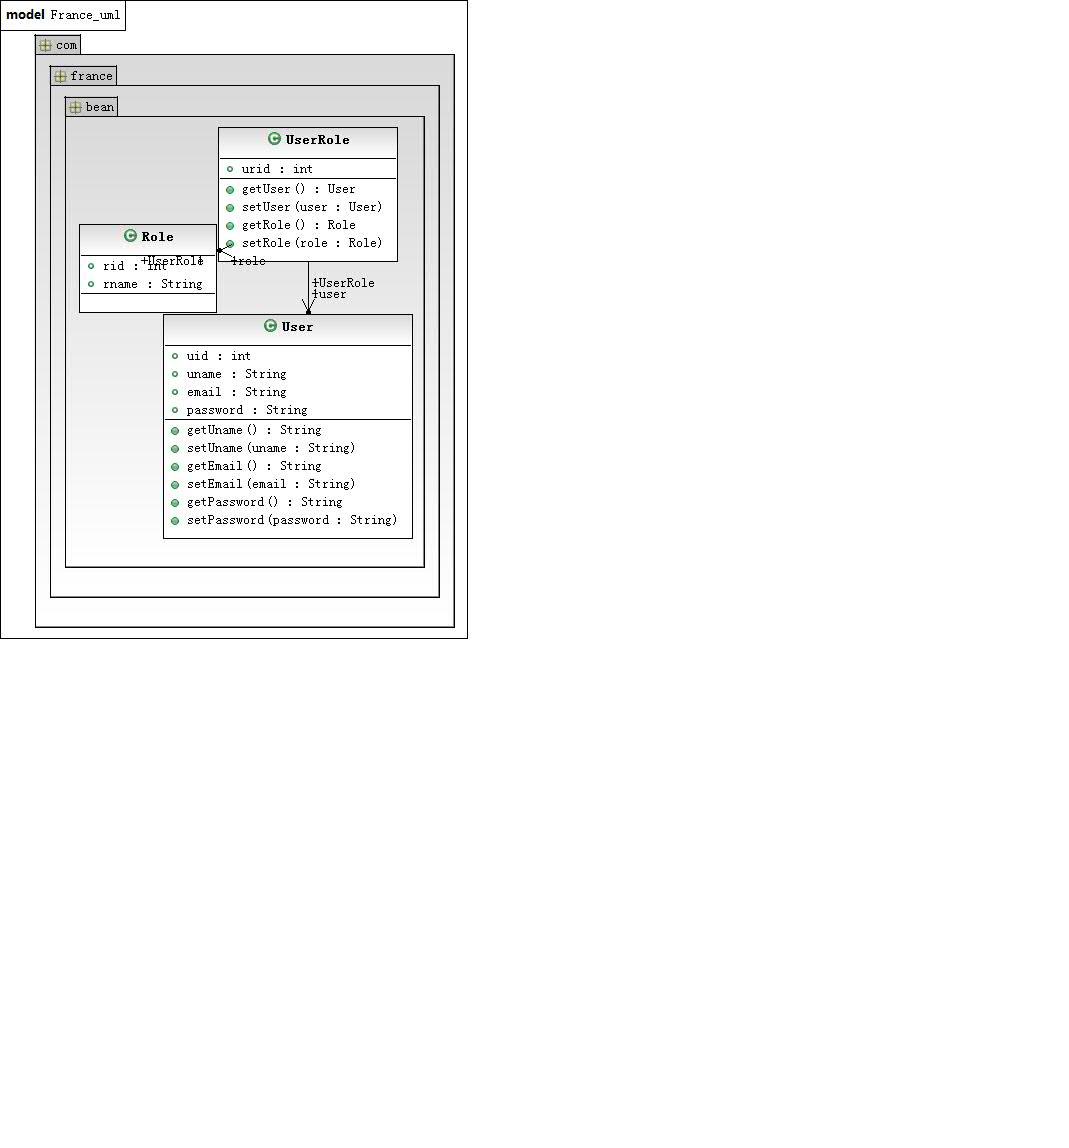 model France_uml
com
france
bean
UserRole
urid : int
getUser() : User
setUser(user : User)
getRole() : Role
setRole(role : Role)
Role
+UserRole
+role
rid : int
rname : String
+UserRole
+user
User
uid : int
uname : String
email : String
password : String
getUname() : String
setUname(uname : String)
getEmail() : String
setEmail(email : String)
getPassword() : String
setPassword(password : String)